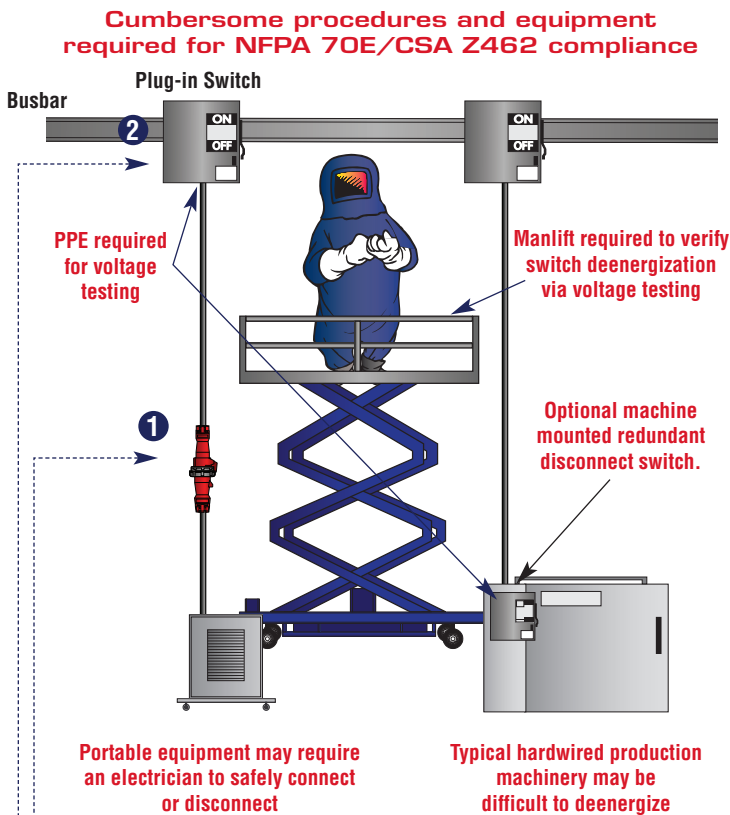 Cumbersome procedures and equipment
required for NFPA 70E/CSA Z462 compliance
Plug-in Switch
Busbar
2
ON
OFF
ON
OFF
PPE required
for voltage
testing
Manlift required to verify
switch deenergization
via voltage testing
1
Optional machine
mounted redundant
disconnect switch.
Portable equipment may require
an electrician to safely connect
or disconnect
Typical hardwired production
machinery may be
difficult to deenergize